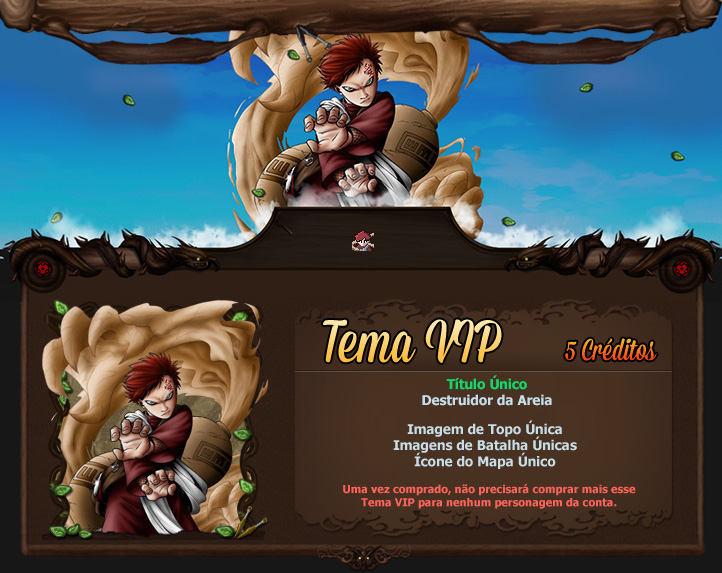 Tema VIP
5 Créditos
Título Único
Destruidor da Areia
Imagem de Topo Única
Imagens de Batalha Únicas
Ícone do Mapa Único
Uma vez comprado, não precisará comprar mais esse
Tema VIP para nenhum personagem da conta.